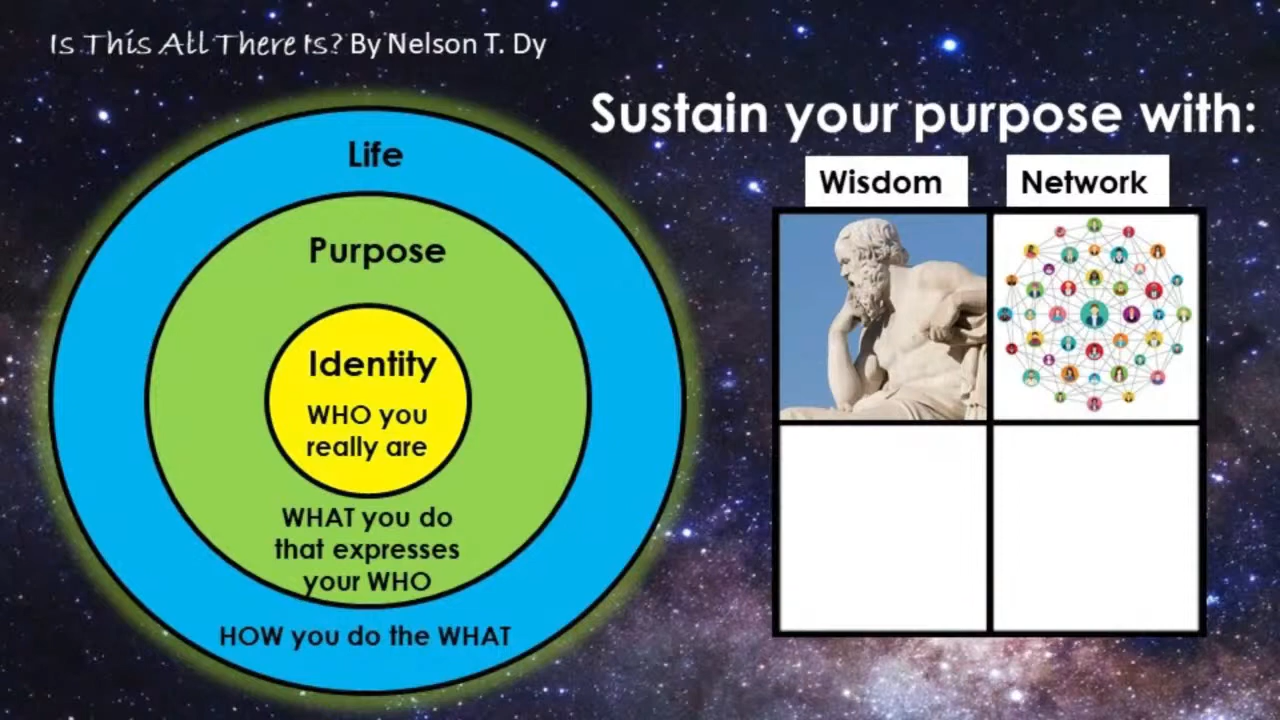 Is This All There Is? By Nelson T. Dy
Sustain your purpose with:
Life
Purpose
Identity
WHO you
really are
WHAT you do
that expresses
your WHO
HOW you do the WHAT
Wisdom
Network